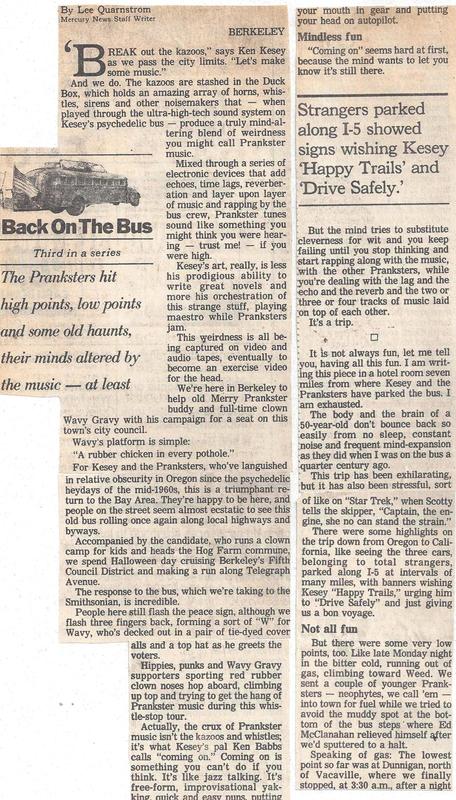 By Lee Quarnstrom
Mercury News Staff Writer
BERKELEY
'BREAK out the kazoos," says Ken Kesey
as we pass the city limits. "Let's make
some music."
And we do. The kazoos are stashed in the Duck
Box, which holds an amazing array of horns, whis-
tles, sirens and other noisemakers that — when
played through the ultra-high-tech sound system on
Kesey's psychedelic bus — produce a truly mind-al-
tering blend of weirdness
you might call Prankster
music.
Mixed through a series of
electronic devices that add
echoes, time lags, reverber-
ation and layer upon layer
of music and rapping by the
bus crew, Prankster tunes
sound like something you
might think you were hear-
ing — trust me! — if you
were high.
Kesey's art, really, is less
his prodigious ability to
write great novels and
more his orchestration of
this strange stuff, playing
maestro while Pranksters
jam.
This weirdness is all be-
ing captured on video and
audio tapes, eventually to
become an exercise video
for the head.
We're here in Berkeley to
help old Merry Prankster
buddy and full-time clown
Wavy Gravy with his campaign for a seat on this
town's city council.
Wavy's platform is simple:
"A rubber chicken in every pothole."
For Kesey and the Pranksters, who've languished
in relative obscurity in Oregon since the psychedelic
heydays of the mid-1960s, this is a triumphant re-
turn to the Bay Area. They're happy to be here, and
people on the street seem almost ecstatic to see this
old bus rolling once again along local highways and
byways.
Accompanied by the candidate, who runs a clown
camp for kids and heads the Hog Farm commune,
we spend Halloween day cruising Berkeley's Fifth
Council District and making a run along Telegraph
Avenue.
The response to the bus, which we're taking to the
Smithsonian, is incredible.
People here still flash the peace sign, although we
flash three fingers back, forming a sort of "W" for
Wavy, who's decked out in a pair of tie-dyed cover
alls and a top hat as he greets the
voters.
Hippies, punks and Wavy Gravy
supporters sporting red rubber
clown noses hop aboard, climbing
up top and trying to get the hang of
Prankster music during this whis-
tle-stop tour.
Actually, the crux of Prankster
music isn't the kazoos and whistles;
it's what Kesey's pal Ken Babbs
calls "coming on." Coming on is
something you can't do if you
think. It's like jazz talking. It's
free-form, improvisational yak-
king, quick and easy puns, putting
Back On The Bus
Third in a series
The Pranksters hit
high points, low points
and some old haunts,
their minds altered by
the music — at least
your mouth in gear and putting
your head on autopilot.
Mindless fun
"Coming on" seems hard at first,
because the mind wants to let you
know it's still there.
Strangers parked
along I-5 showed
signs wishing Kesey
'Happy Trails' and
'Drive Safely.'
But the mind tries to substitute
cleverness for wit and you keep
failing until you stop thinking and
start rapping along with the music,
with the other Pranksters, while
you're dealing with the lag and the
echo and the reverb and the two or
three or four tracks of music laid
on top of each other.
It's a trip.
It is not always fun, let me tell
you, having all this fun. I am writ-
ing this piece in a hotel room seven
miles from where Kesey and the
Pranksters have parked the bus. I
am exhausted.
The body and the brain of a
50-year-old don't bounce back so
easily from no sleep, constant
noise and frequent mind-expansion
as they did when I was on the bus a
quarter century ago.
This trip has been exhilarating,
but it has also been stressful, sort
of like on "Star Trek," when Scotty
tells the skipper, "Captain, the en-
gine, she no can stand the strain."
There were some highlights on
the trip down from Oregon to Cali-
fornia, like seeing the three cars,
belonging to total strangers,
parked along I-5 at intervals of
many miles, with banners wishing
Kesey "Happy Trails," urging him
to "Drive Safely" and just giving
us a bon voyage.
Not all fun
But there were some very low
points, too. Like late Monday night
in the bitter cold, running out of
gas, climbing toward Weed. We
sent a couple of younger Prank-
sters — neophytes, we call 'em —
into town for fuel while we tried to
avoid the muddy spot at the bot-
tom of the bus steps where Ed
McClanahan relieved himself after
we'd sputtered to a halt.
Speaking of gas: The lowest
point so far was at Dunnigan, north
of Vacaville, where we finally
stopped, at 3:30 a.m., after a night